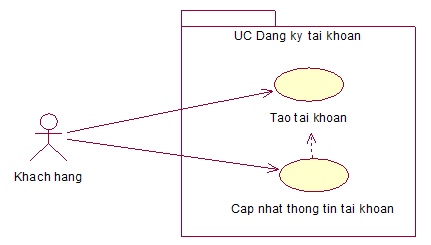 UC Dang ky tai khoan
Tao tai khoan
Khach hang
Cap nhat thong tin tai khoan